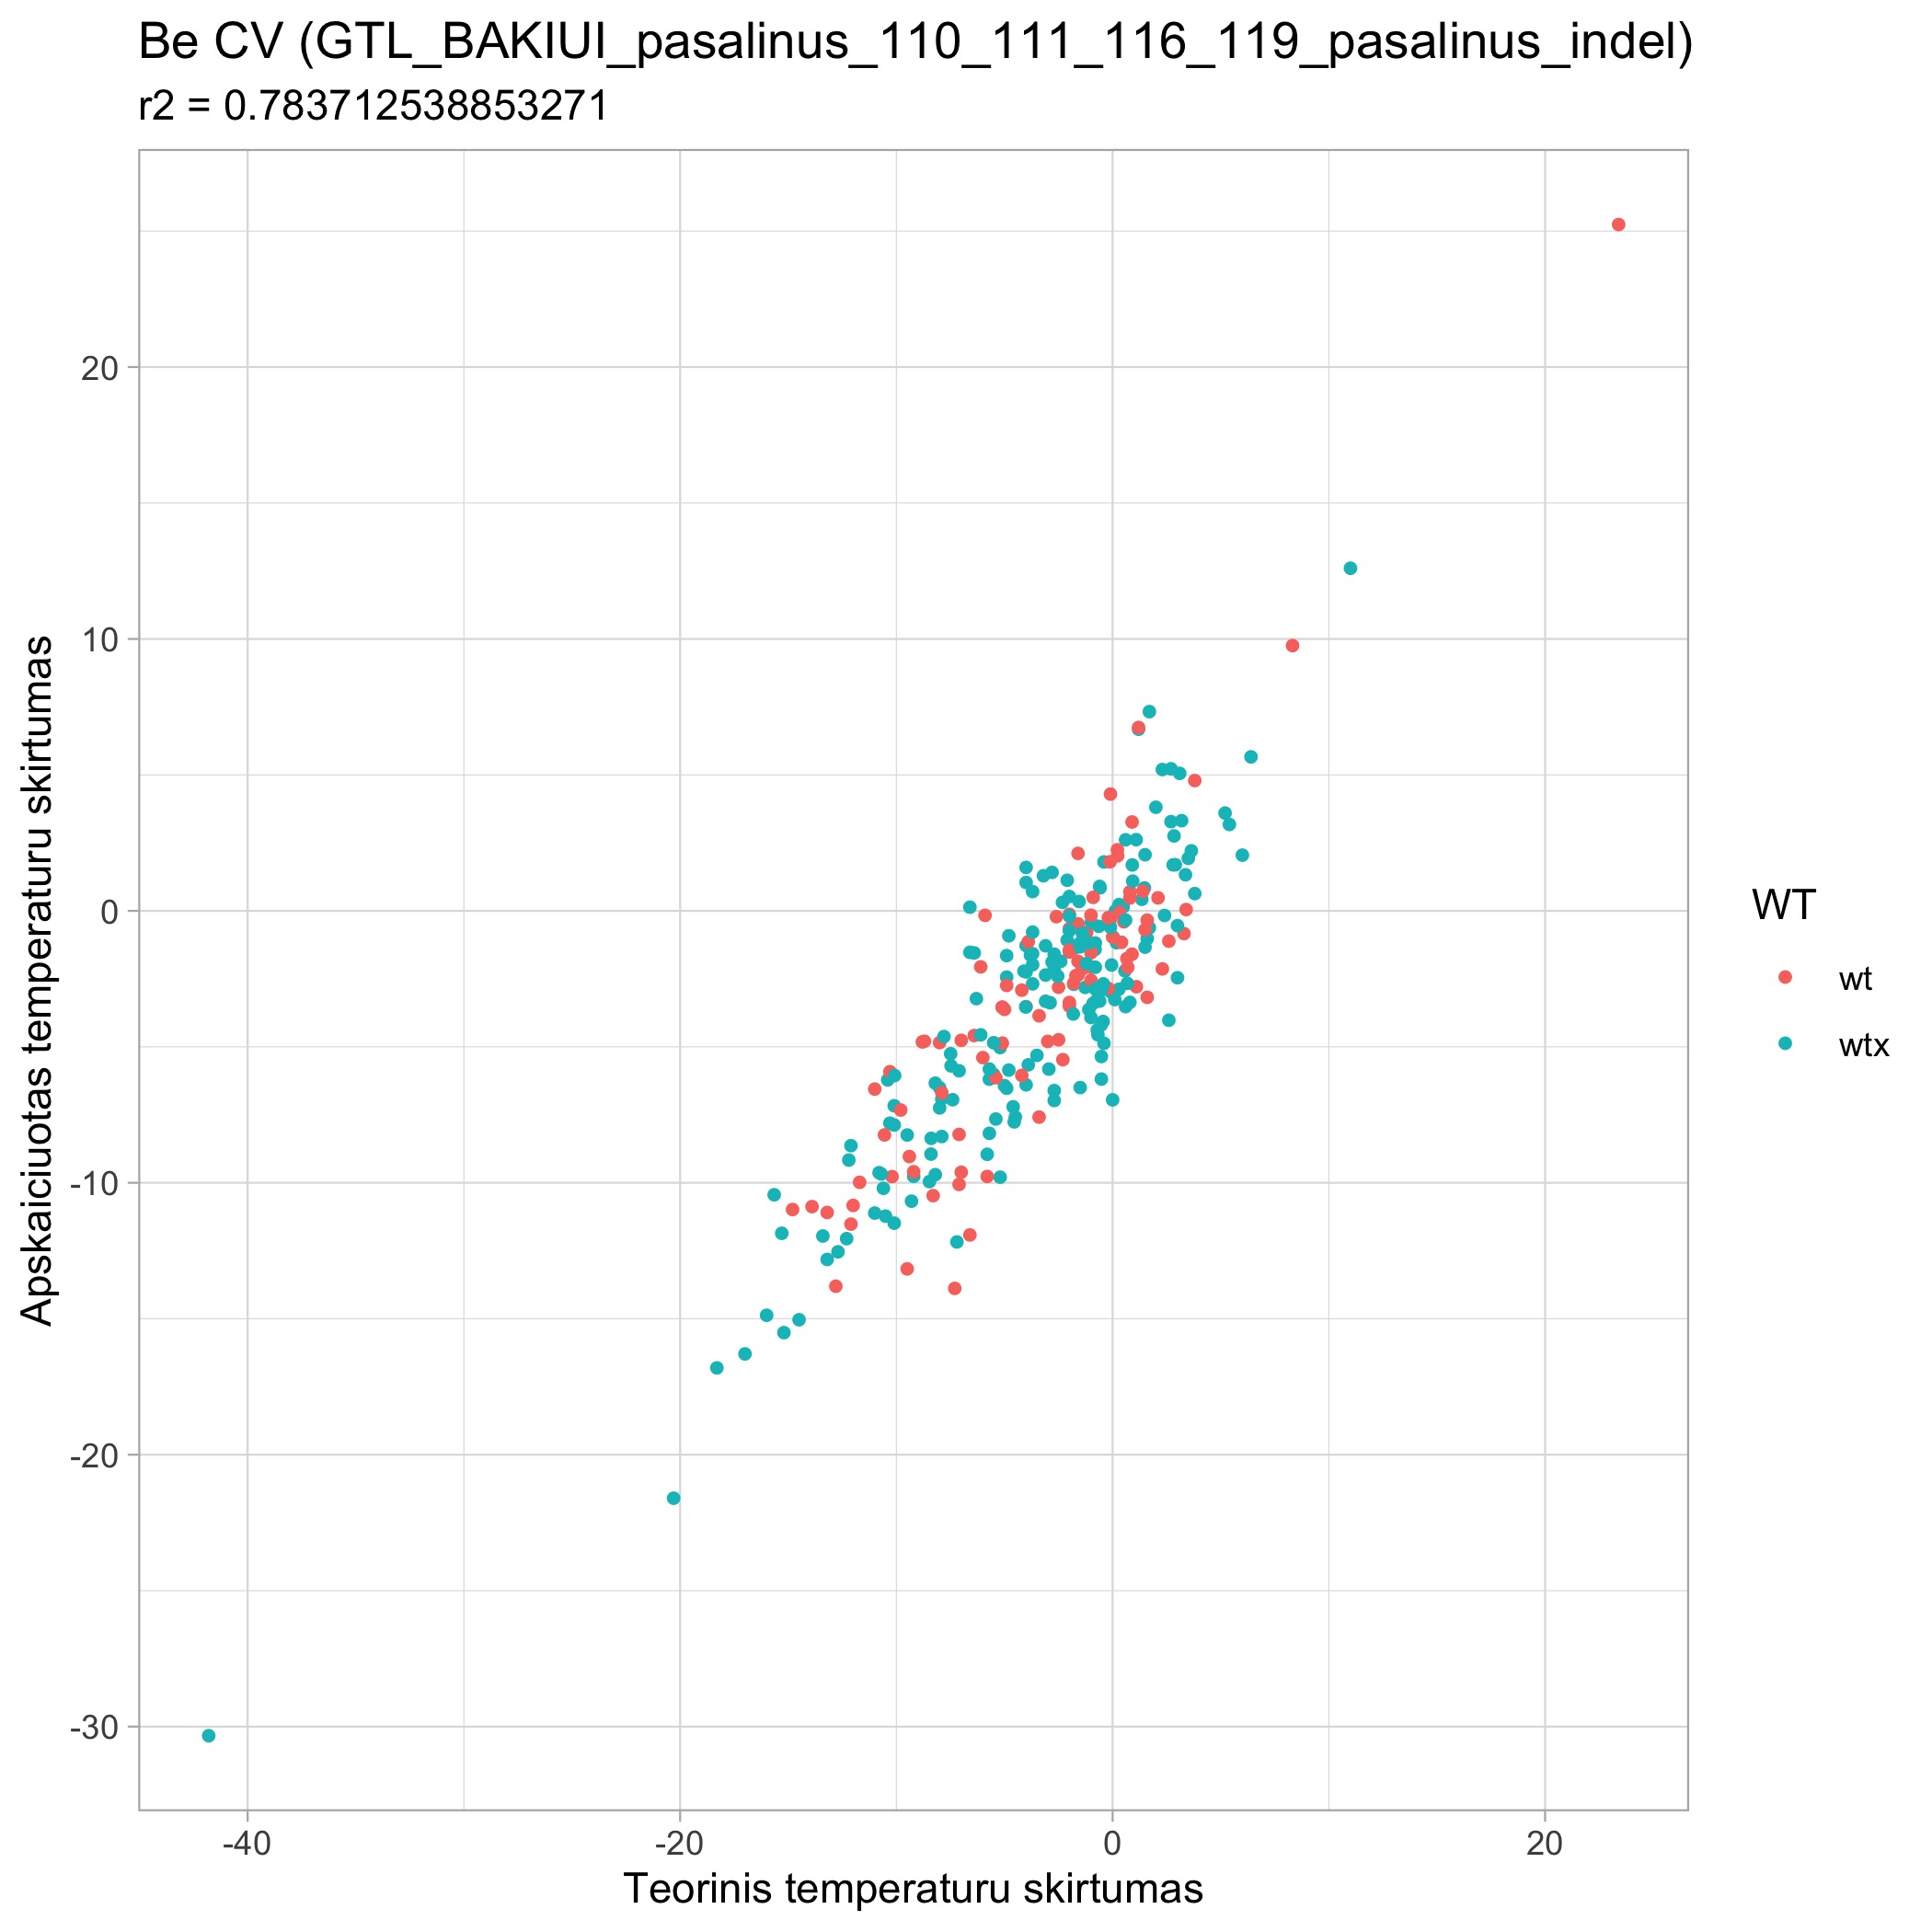 Be CV (GTL_BAKIUI_pasalinus_110_111_116_119_pasalinus_indel)
r2 = 0.783712538853271
Apskaiciuotas temperaturu skirtumas
20
10
0
-10
-20
-30
-40
-20
0
20
Teorinis temperaturu skirtumas
WT
wt
wtx